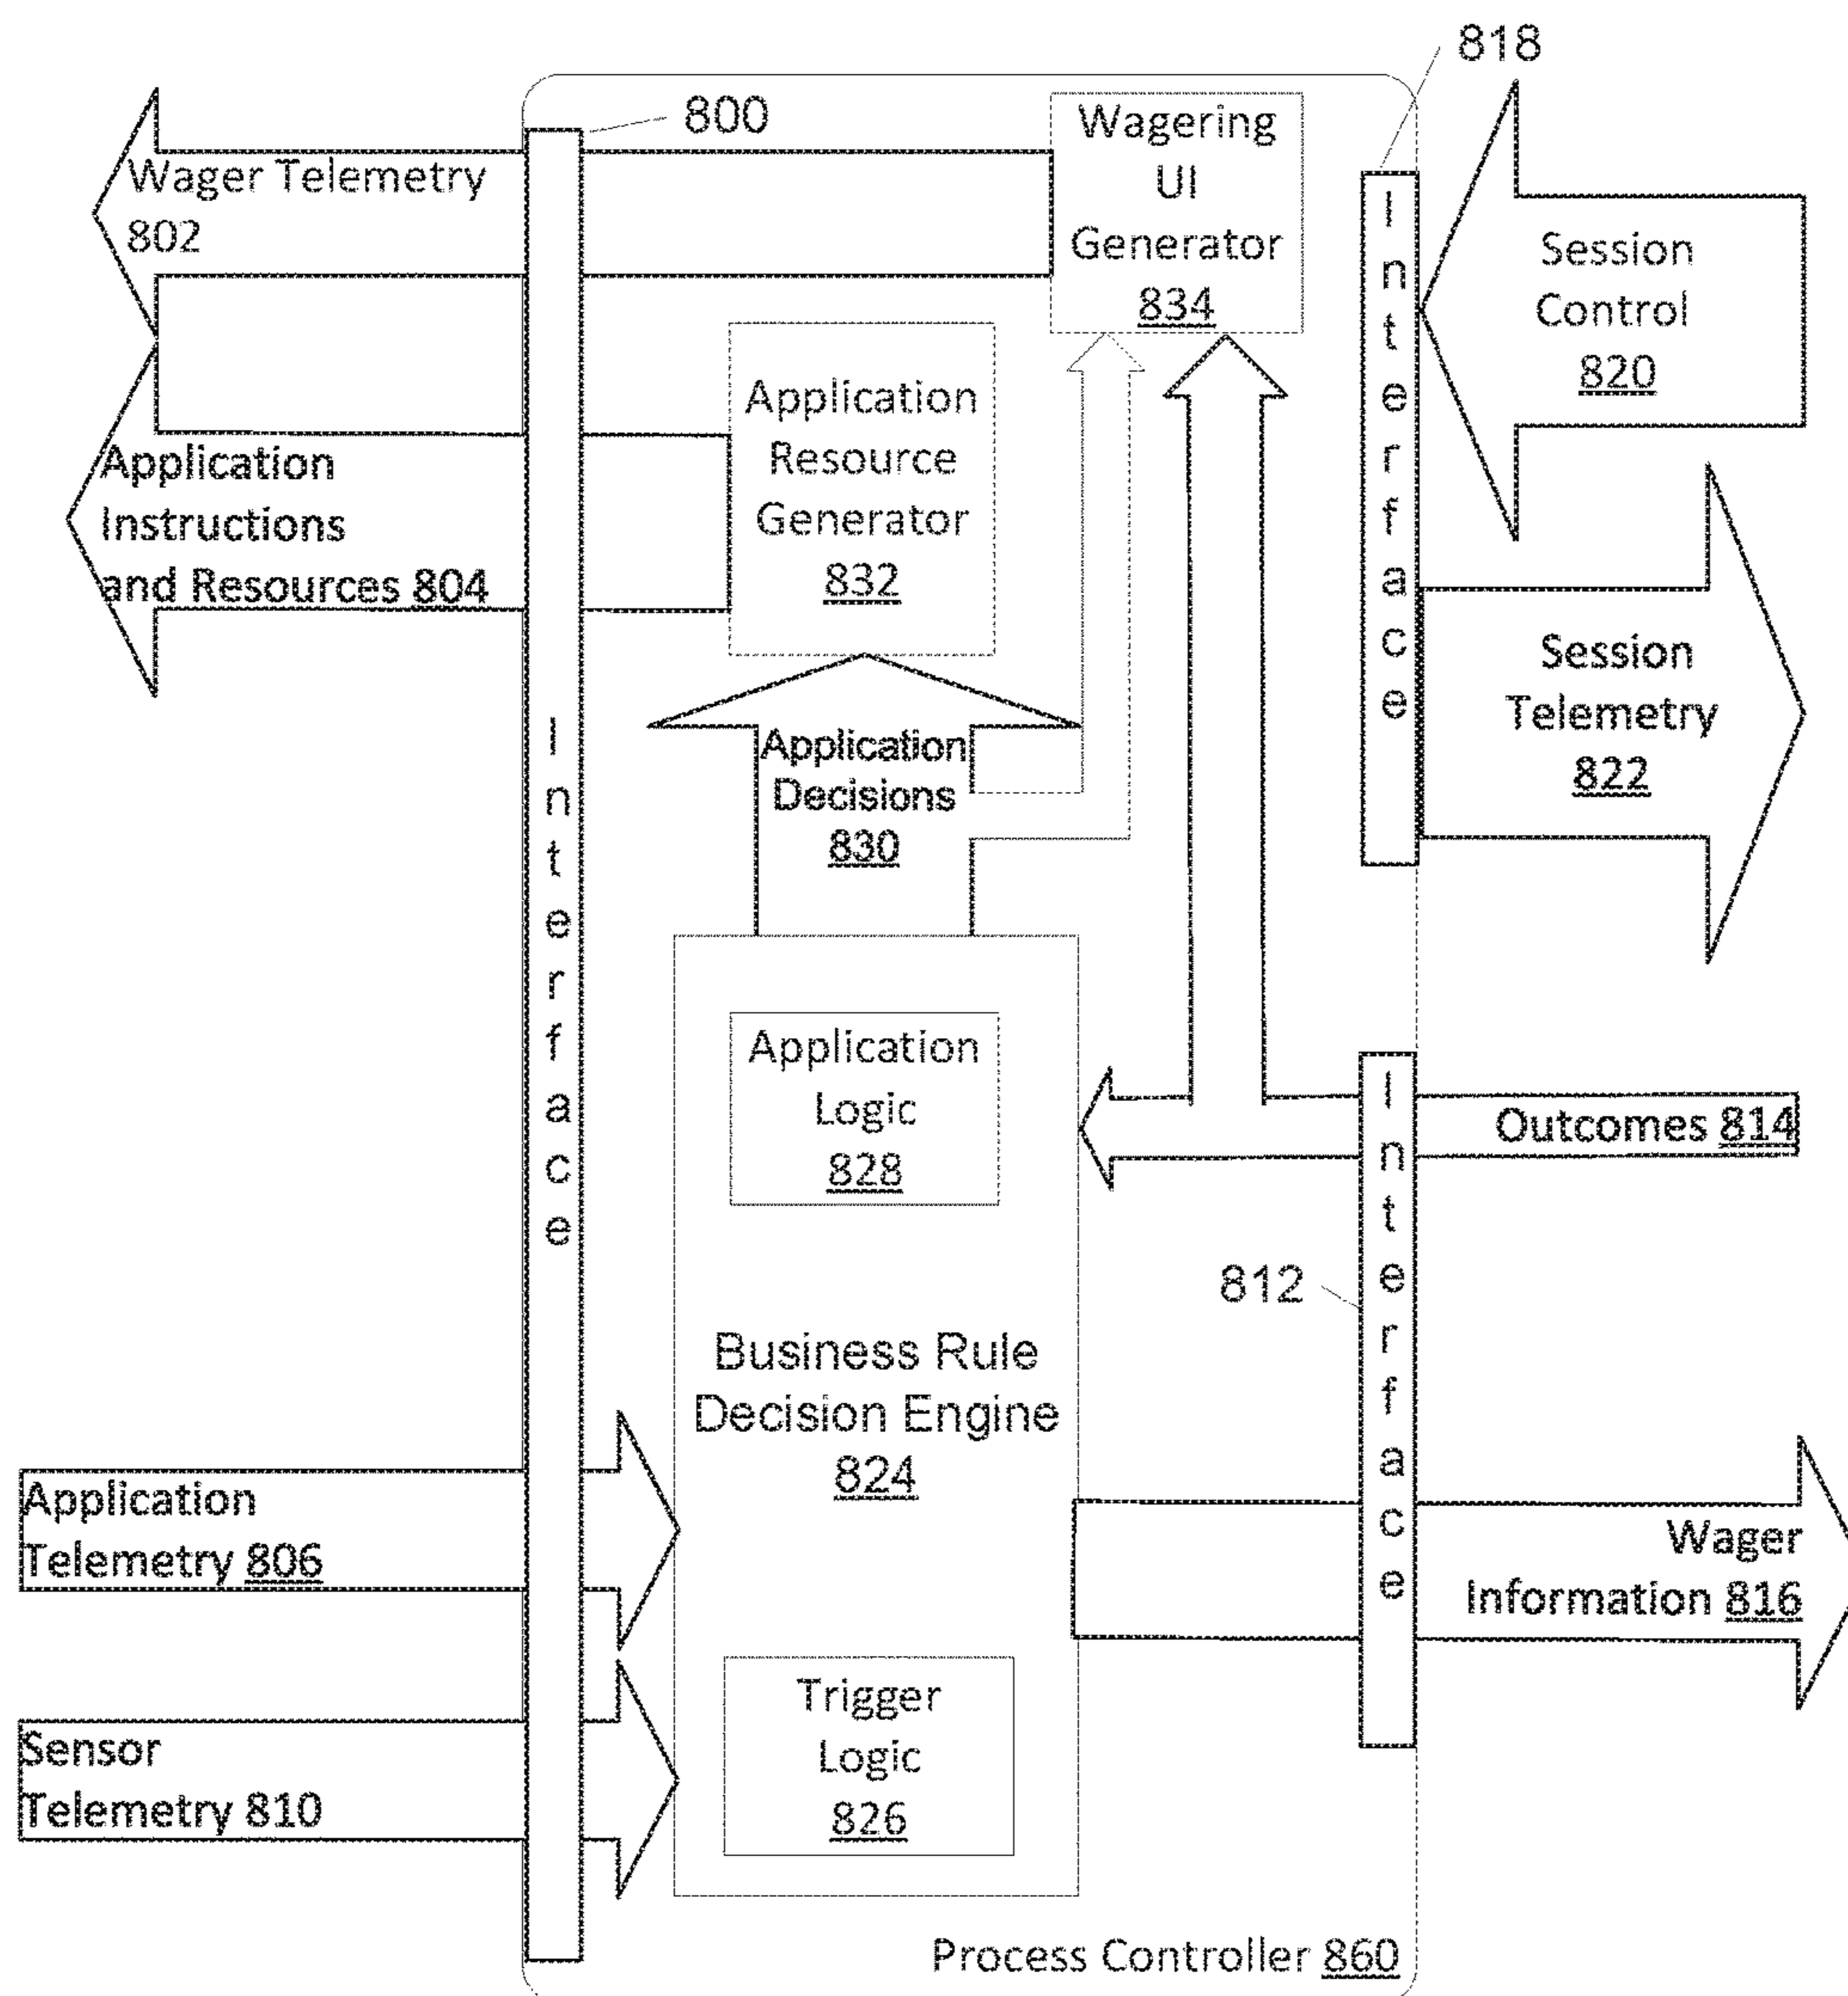 818
800
Wagering
UI
Generator
834
Wager Telemetry
802
Interface
Session
Control
820
Application
Resource
Generator
832
Application
Instructions
and Resources 804
Session
Telemetry
822
Interface
Application
Decisions
830
Application
Logic
828
Interface
Outcomes 814
812
Business Rule
Decision Engine
824
Application
Telemetry 806
Wager
Information 816
Trigger
Logic
826
Sensor
Telemetry 810
Process Controller 860